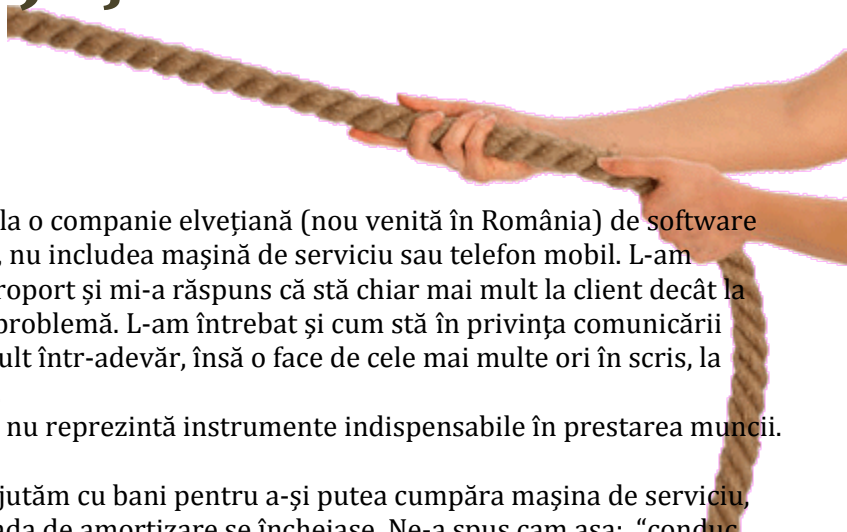 la o companie elvețiană (nou venită în România) de software
, nu includea mașină de serviciu sau telefon mobil. L-am
roport și mi-a răspuns că stă chiar mai mult la client decât la
problemă. L-am întrebat și cum stă în privința comunicării
ult într-adevăr, însă o face de cele mai multe ori în scris, la
nu reprezintă instrumente indispensabile în prestarea muncii.
jutăm cu bani pentru a-și putea cumpăra mașina de serviciu,
ada de amortizare se încheiase. Ne-a spus cam așa: “conduc